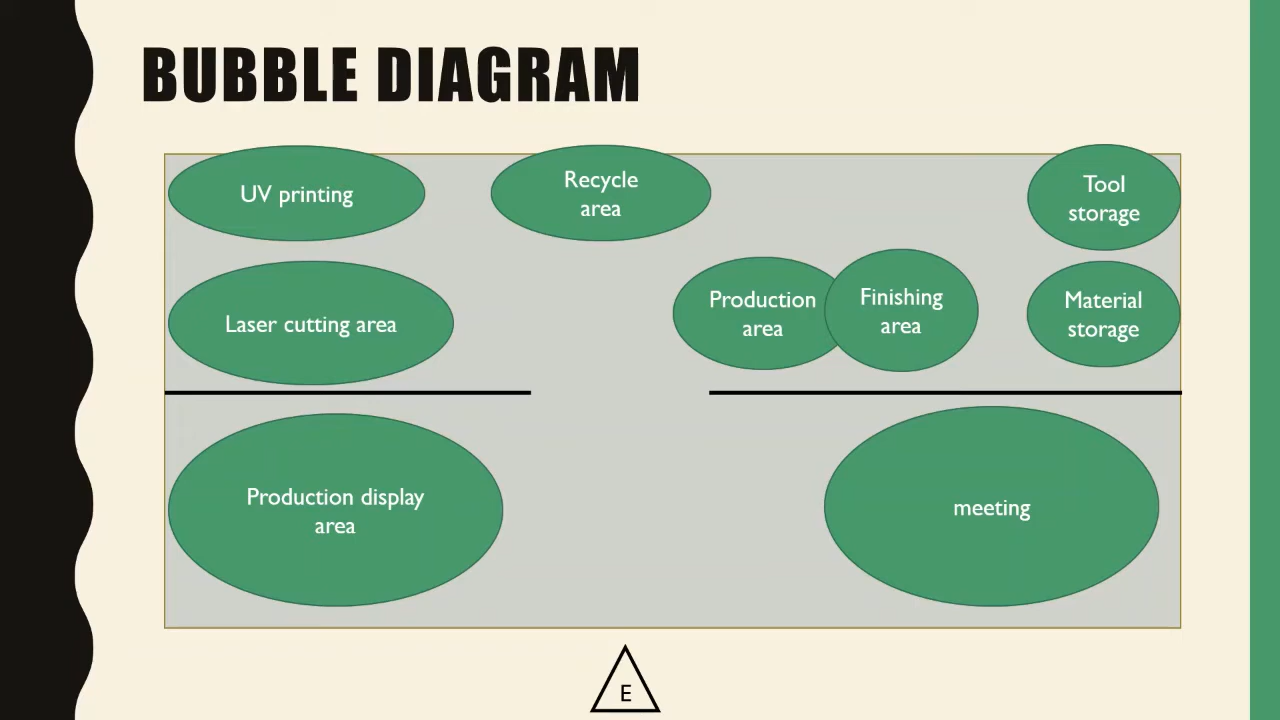 BUBBLE DIAGRAM
UV printing
Recycle
area
Tool
storage
Laser cutting area
Production
area
Finishing
area
Material
storage
Production display
area
meeting
E